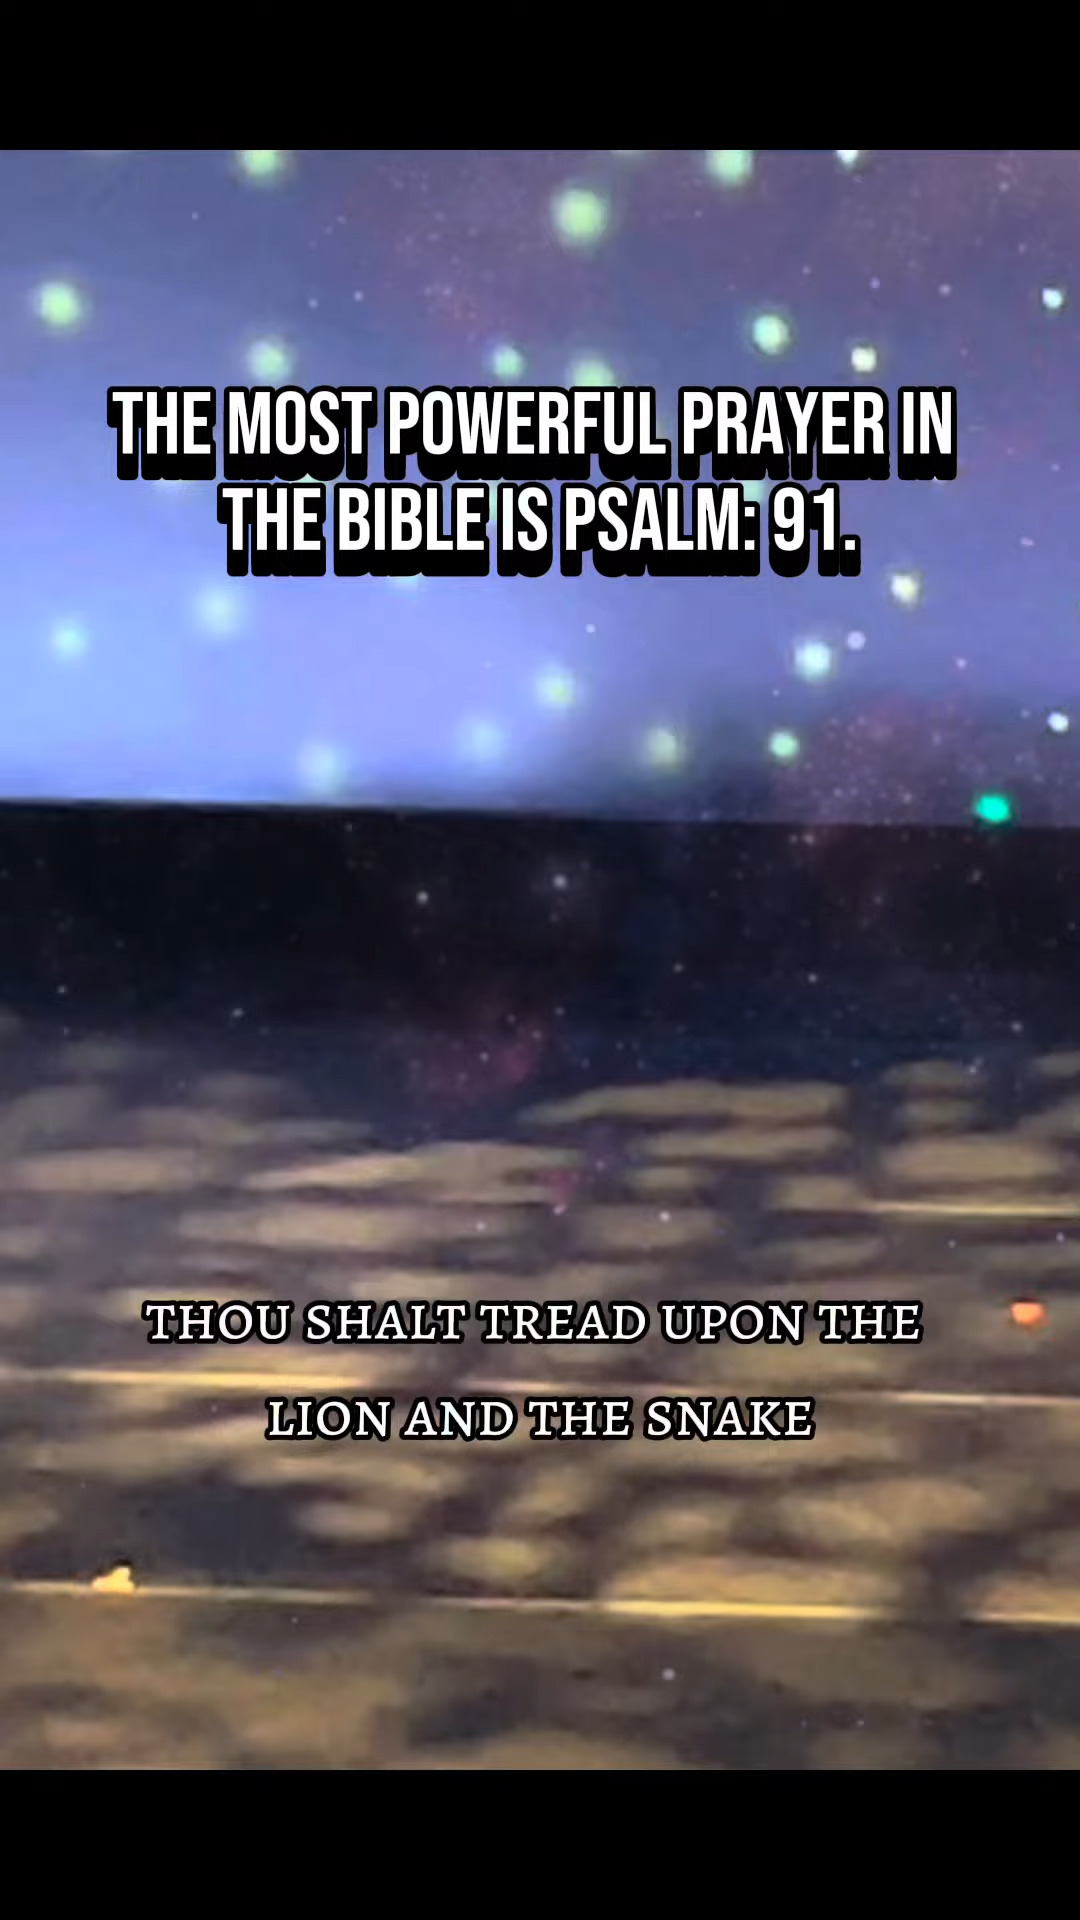 THE MOST POWERFUL PRAYER IN
THE BIBLE IS PSALM: 91.
THOU SHALT TREAD UPON THE
LION AND THE SNAKE